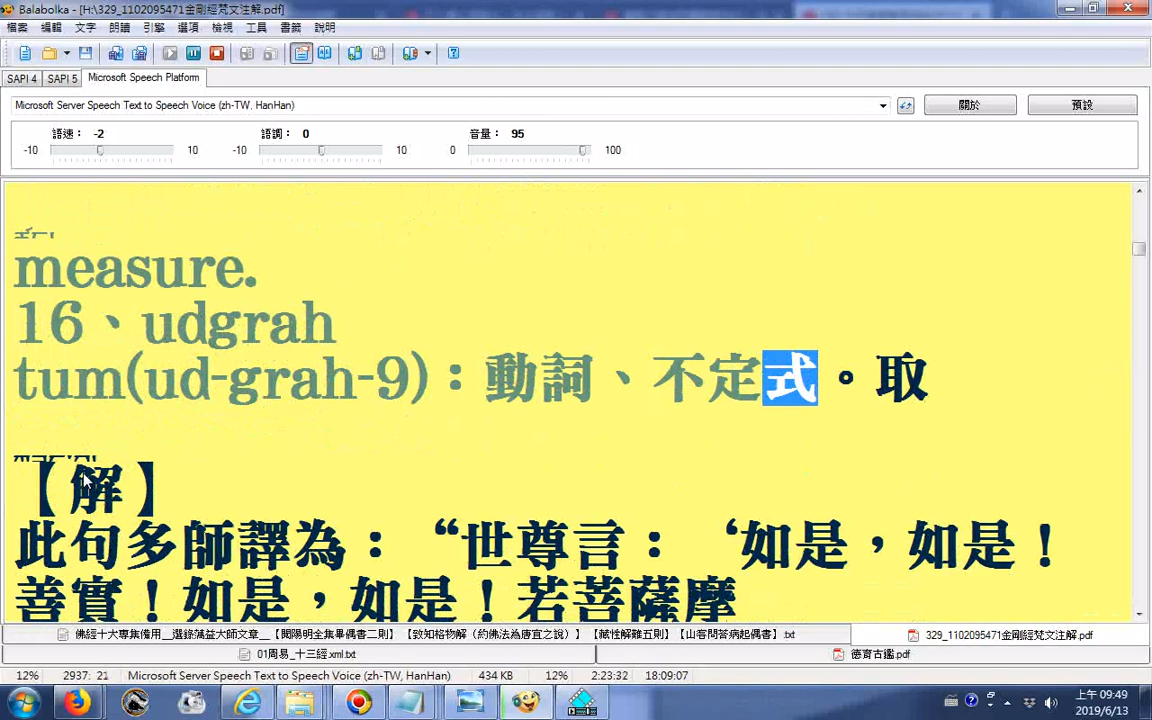 Balabolka - [H:\329_1102095471金剛經梵文注解.pdf]
檔案 編輯 文字 朗讀 引擎 選項 檢視 工具 書籤 說明
SAPI 4 SAPI 5 Microsoft Speech Platform
Microsoft Server Speech Text to Speech Voice (zh-TW, HanHan) 關於 預設
語速： -2 語調： 0 音量： 95
-10 10 -10 10 0 100
measure.
16、udgrah
tum(ud-grah-9)：動詞、不定式。取
【解】
此句多師譯為：“世尊言：‘如是，如是！
善實！如是，如是！若菩薩摩
佛經十大專集備用__選錄蕅益大師文章__【閱陽明全集畢偶書二則】【致知格物解（約佛法為唐宜之說）】【藏性解難五則】【山客問答病起偶書】.txt 329_1102095471金剛經梵文注解.pdf
01周易_十三經.xml.txt 德育古鑑.pdf
12% 2937: 21 Microsoft Server Speech Text to Speech Voice (zh-TW, HanHan) 434 KB 12% 2:23:32 18:09:07
上午 09:49
2019/6/13